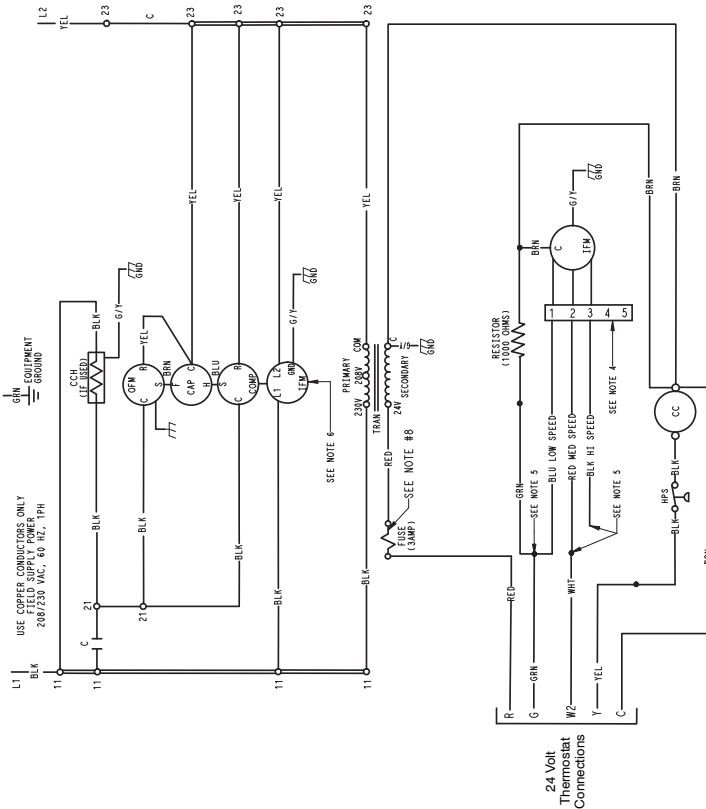 L1
BLK
USE COPPER CONDUCTORS ONLY
FIELD SUPPLY POWER
208/230 VAC, 60 HZ, 1PH
GRN
EQUIPMENT
GROUND
L2
YEL
11
11
C
21
BLK
CCH
(IF USED)
BLK
G/Y
GND
23
C
23
23
23
23
21
BLK
C
OFM
R
S
YEL
BRN
F
CAP
C
H
YEL
BLU
BLK
C
S
COMP
R
YEL
11
BLK
L1
L2
IFM
GND
G/Y
GND
YEL
SEE NOTE 6
11
BLK
230V
208V
COM
PRIMARY
YEL
TRAN
24V
SECONDARY
C
GND
RED
SEE NOTE #8
FUSE
(3AMP)
RED
RESISTOR
(1000 OHMS)
BRN
C
IFM
G/Y
GND
BRN
BRN
1
2
3
4
5
SEE NOTE 4
GRN
SEE NOTE 5
BLU LOW SPEED
RED MED SPEED
BLK HI SPEED
SEE NOTE 5
R
G
GRN
W2
WHT
Y
YEL
C
BLK
HPS
BLK
CC
24 Volt
Thermostat
Connections